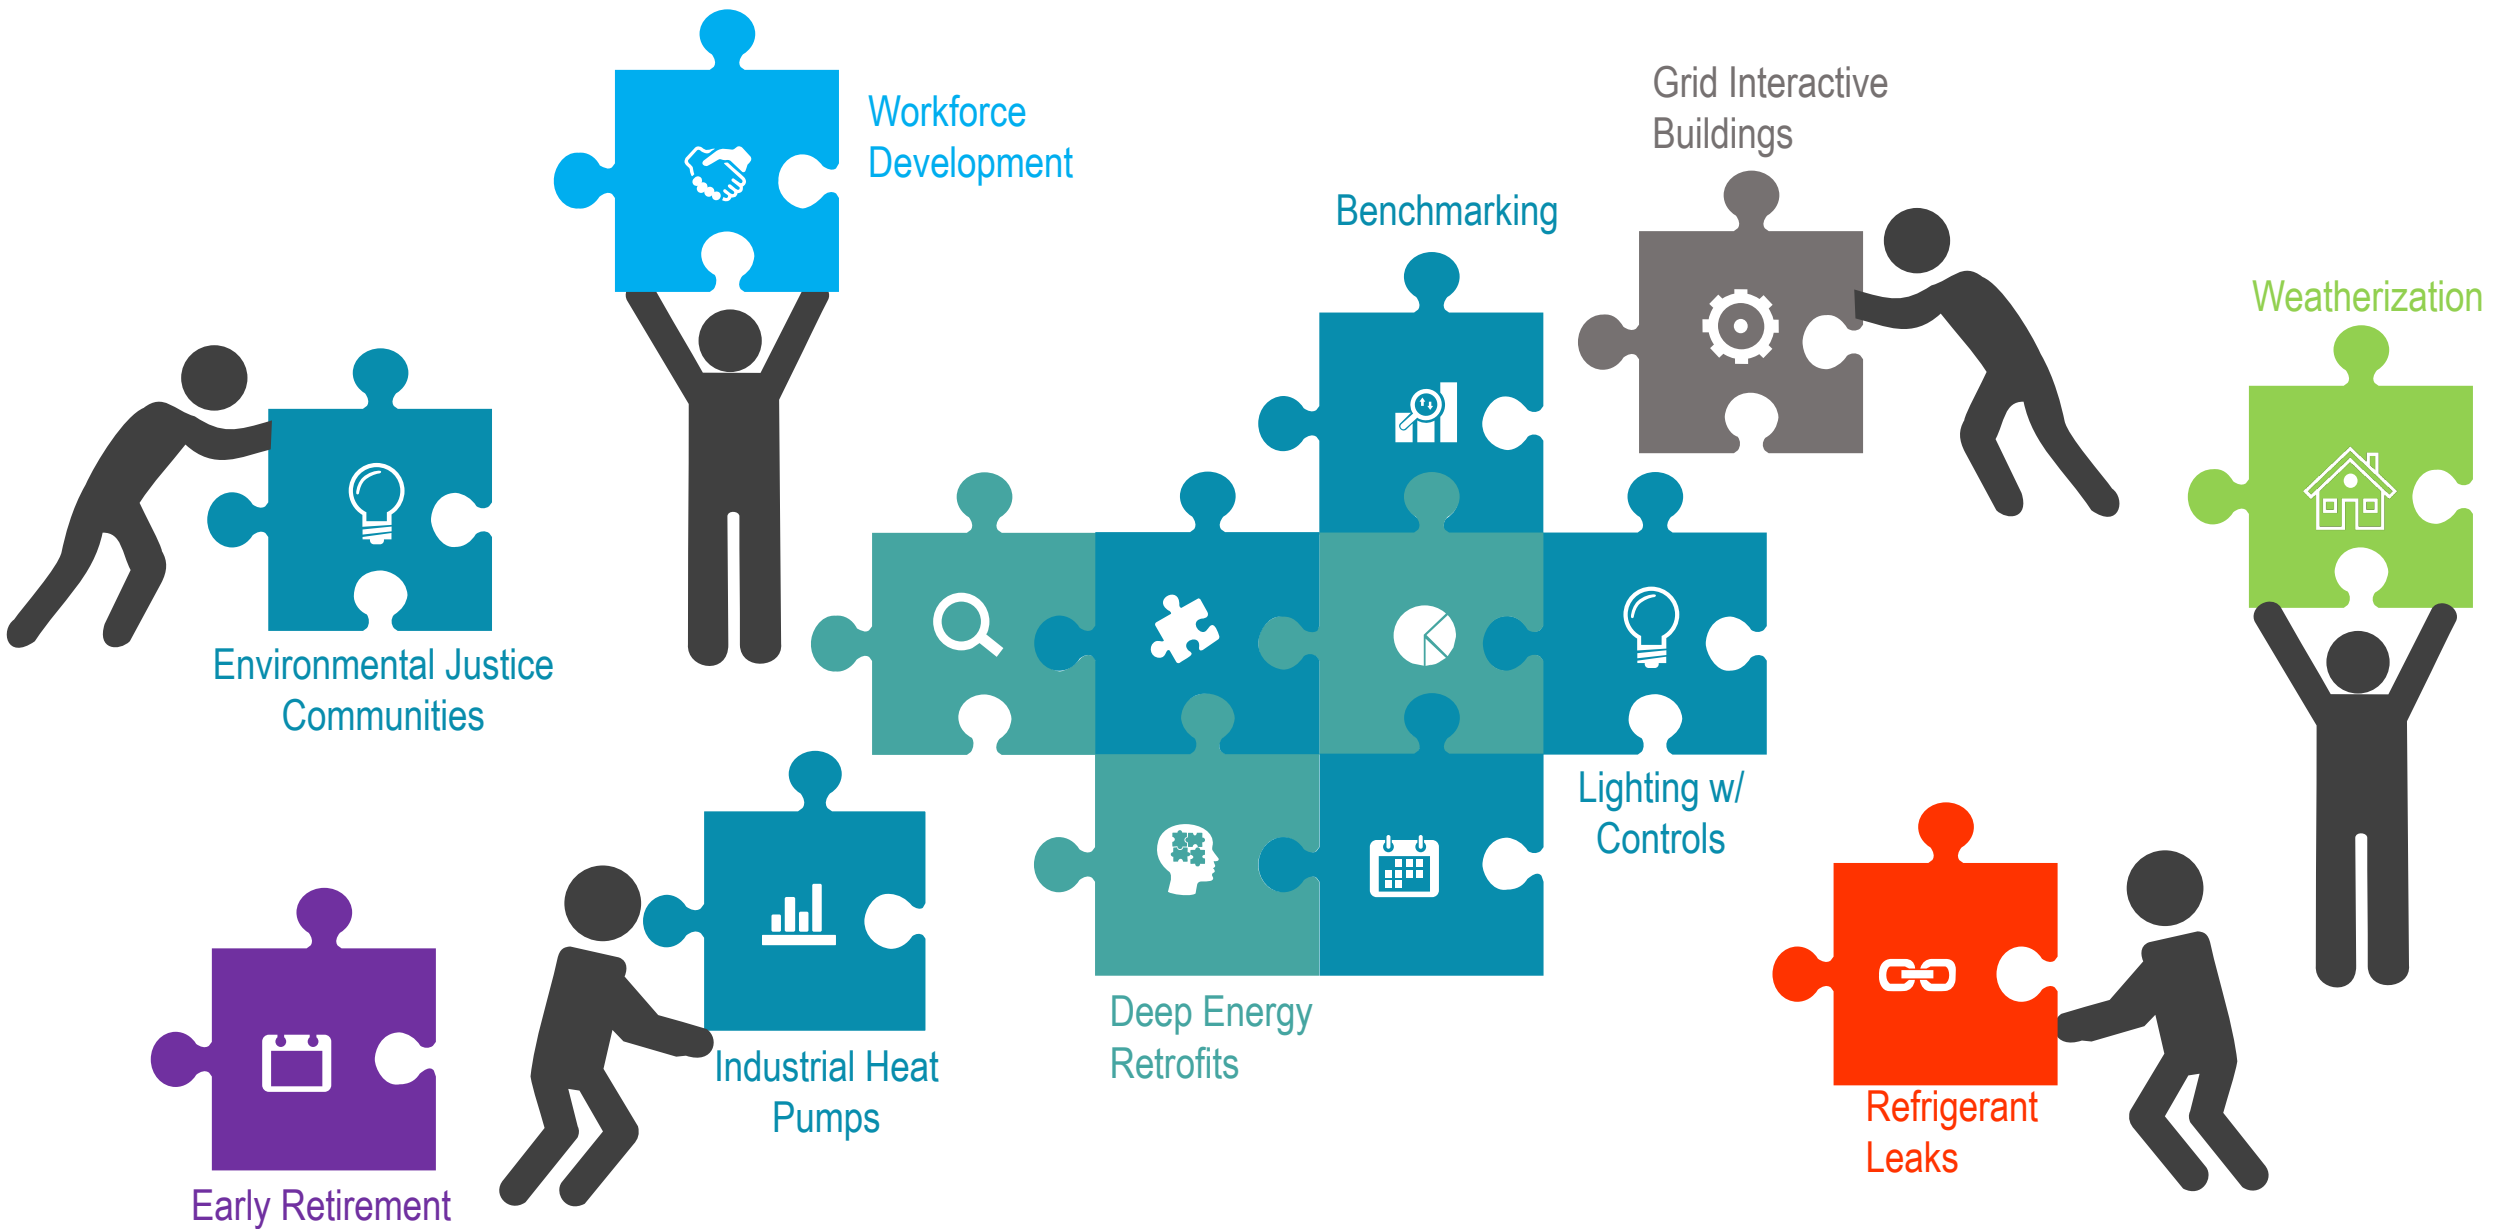 Workforce
Development
Grid Interactive
Buildings
Benchmarking
Weatherization
Environmental Justice
Communities
Lighting w/
Controls
Deep Energy
Retrofits
Industrial Heat
Pumps
Refrigerant
Leaks
Early Retirement